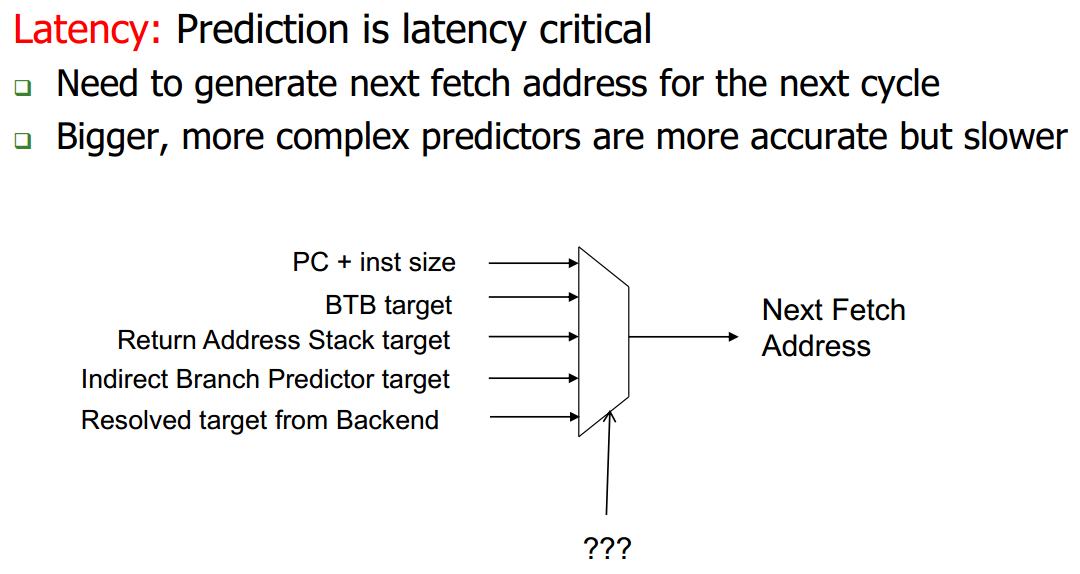 Latency: Prediction is latency critical
Need to generate next fetch address for the next cycle
Bigger, more complex predictors are more accurate but slower
PC + inst size
BTB target
Return Address Stack target
Indirect Branch Predictor target
Resolved target from Backend
Next Fetch
Address
???